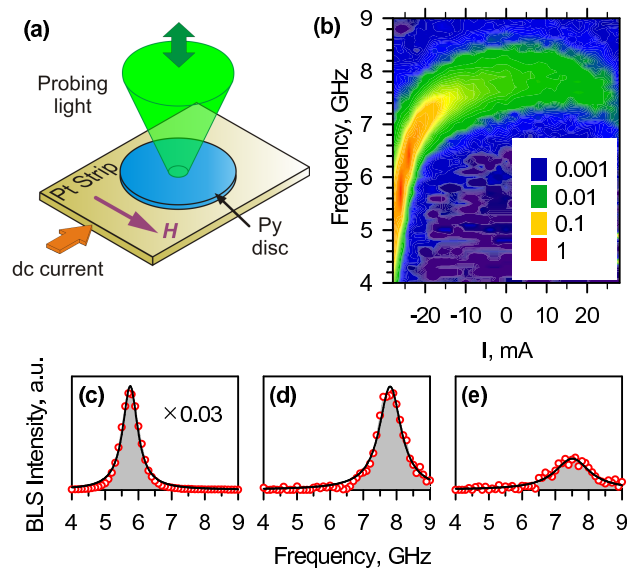 (a)
Probing
light
Pt Strip
H
Py
disc
dc current
(b)
Frequency, GHz
9
8
7
6
5
4
0.001
0.01
0.1
1
-20 -10 0 10 20
I, mA
(c)
×0.03
(d)
(e)
BLS Intensity, a.u.
4 5 6 7 8 9
4 5 6 7 8 9
4 5 6 7 8 9
Frequency, GHz